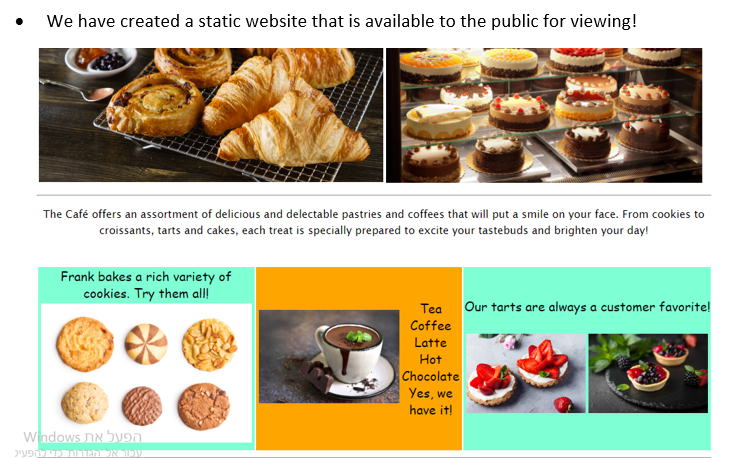 • We have created a static website that is available to the public for viewing!
The Café offers an assortment of delicious and delectable pastries and coffees that will put a smile on your face. From cookies to
croissants, tarts and cakes, each treat is specially prepared to excite your tastebuds and brighten your day!
Frank bakes a rich variety of
cookies. Try them all!
Tea
Coffee
Latte
Hot
Chocolate
Yes, we
have it!
Our tarts are always a customer favorite!
הפעל את Windows
עבור אל הגדרות כדי להפעיל